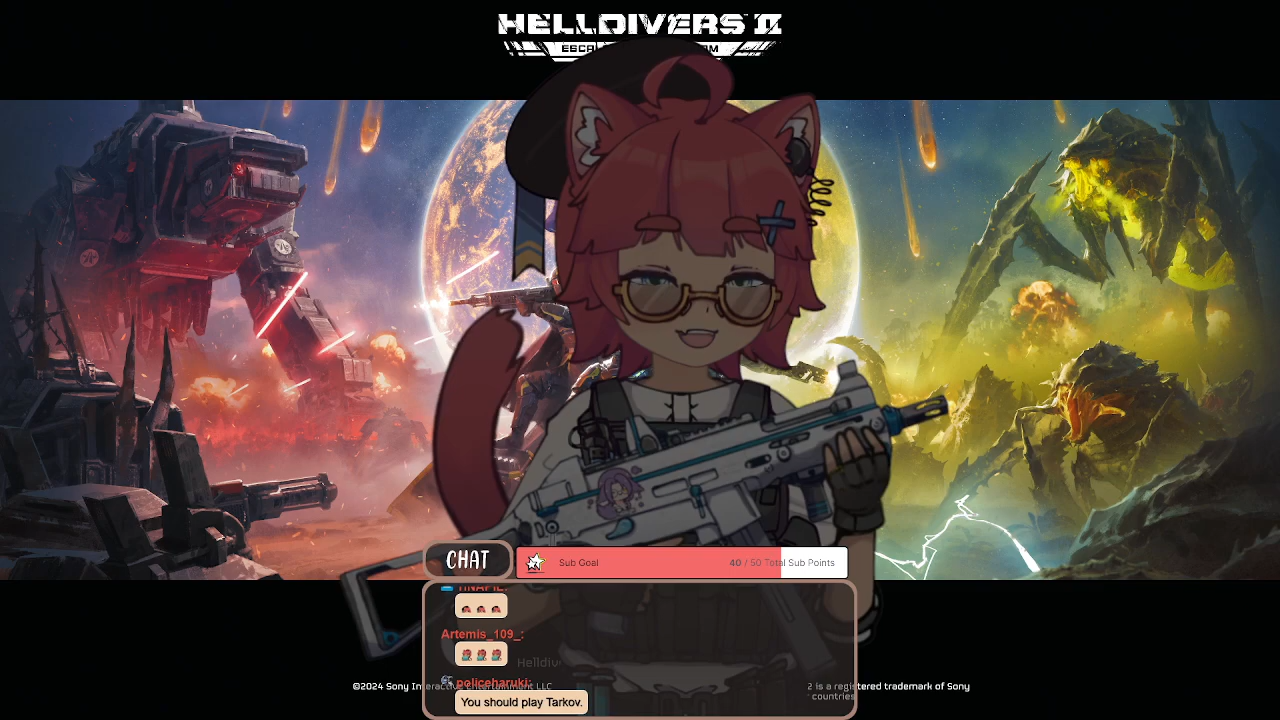 HELLDIVERS II
CHAT
Sub Goal
40 / 50 Total Sub Points
Artemis_109_:
policeharuki:
You should play Tarkov.
©2024 Sony Interactive Entertainment LLC
2 is a registered trademark of Sony
countries